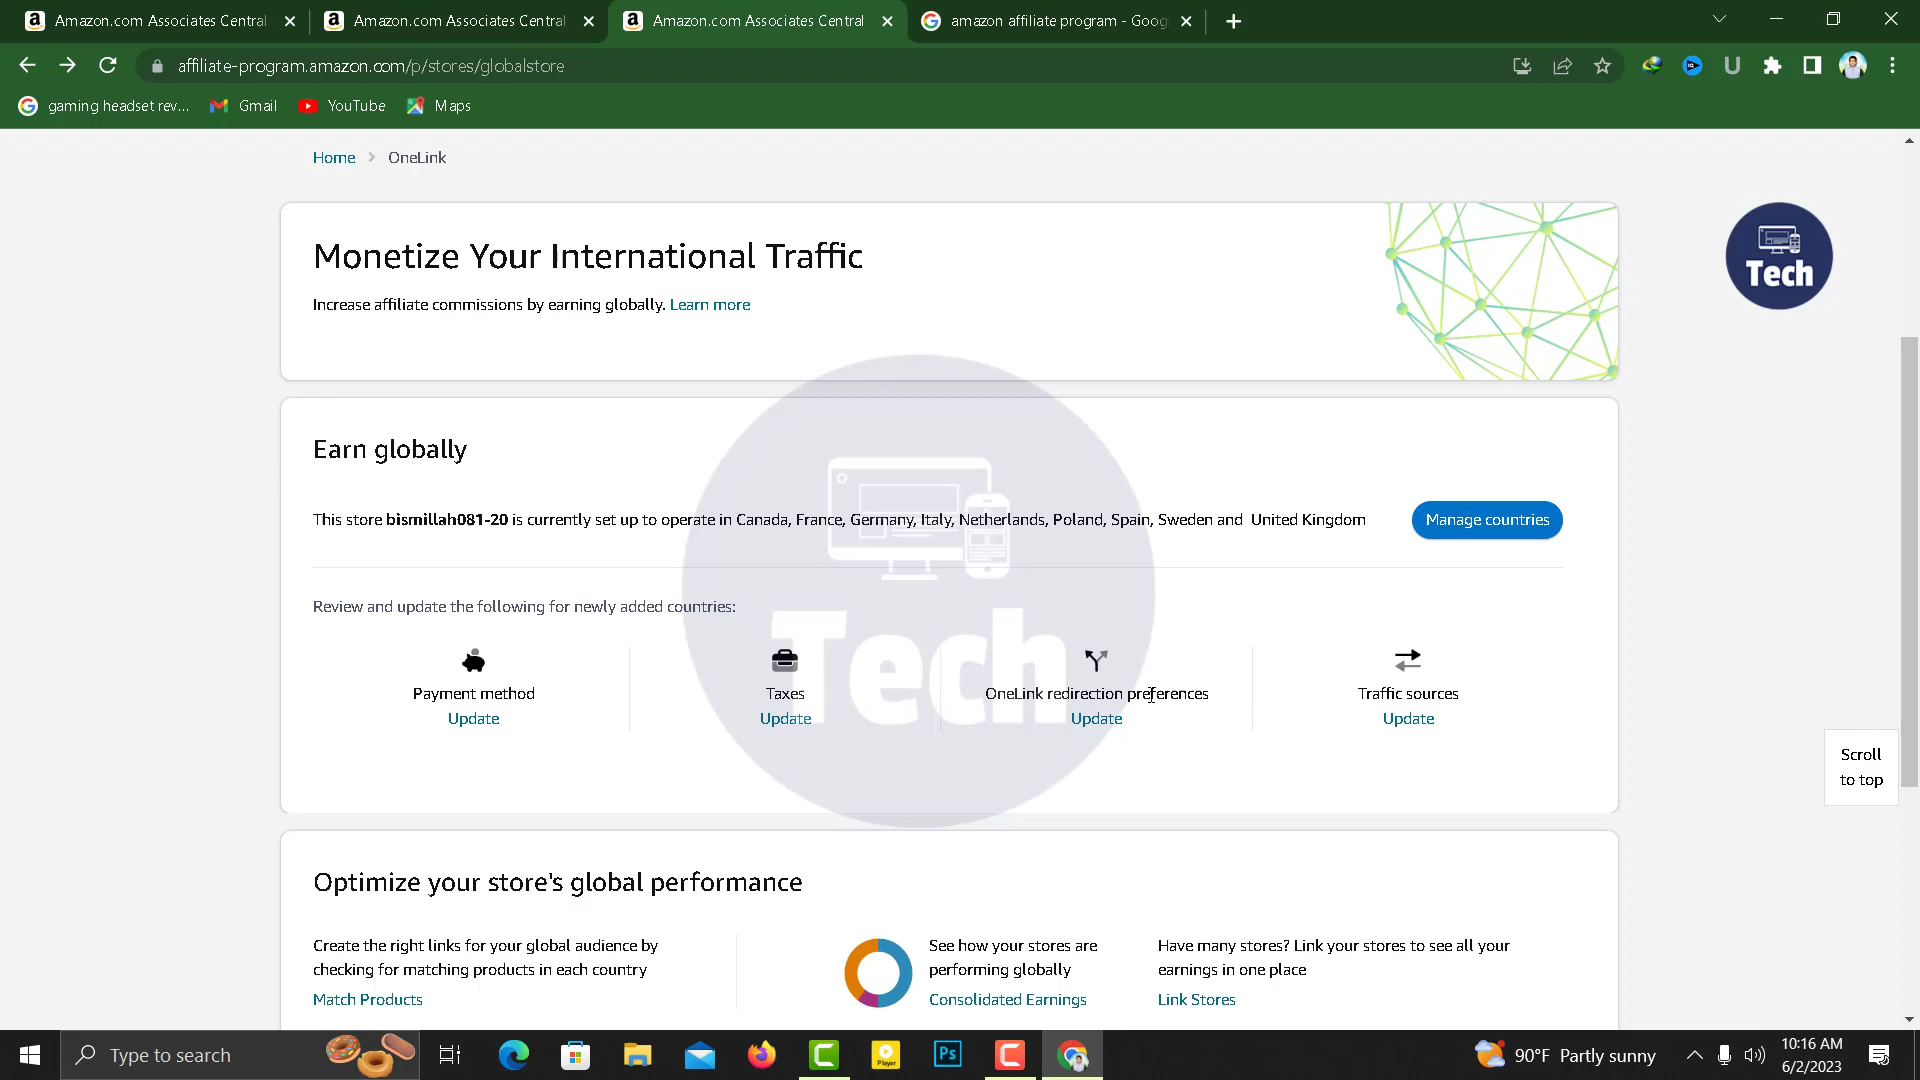 Amazon.com Associates Central
Amazon.com Associates Central
Amazon.com Associates Central
amazon affiliate program - Goog
affiliate-program.amazon.com/p/stores/globalstore
gaming headset rev...
Gmail
YouTube
Maps
Home
OneLink
Monetize Your International Traffic
Increase affiliate commissions by earning globally. Learn more
Tech
Earn globally
This store bismillah081-20 is currently set up to operate in Canada, France, Germany, Italy, Netherlands, Poland, Spain, Sweden and United Kingdom
Manage countries
Review and update the following for newly added countries:
Payment method
Update
Taxes
Update
OneLink redirection preferences
Update
Traffic sources
Update
Tech
Scroll
to top
Optimize your store's global performance
Create the right links for your global audience by
checking for matching products in each country
Match Products
See how your stores are
performing globally
Consolidated Earnings
Have many stores? Link your stores to see all your
earnings in one place
Link Stores
Type to search
Player
Ps
90°F Partly sunny
10:16 AM
6/2/2023